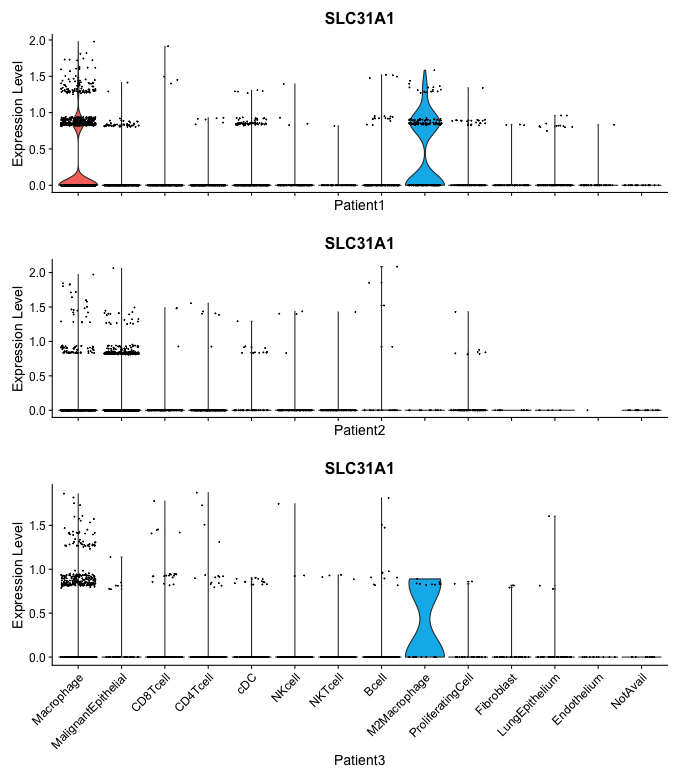 SLC31A1
Expression Level
2.0
1.5
1.0
0.5
0.0
Patient1
SLC31A1
Expression Level
2.0
1.5
1.0
0.5
0.0
Patient2
SLC31A1
Expression Level
1.5
1.0
0.5
0.0
Macrophage
MalignantEpithelial
CD8Tcell
CD4Tcell
cDC
NKcell
NKTcell
Bcell
M2Macrophage
ProliferatingCell
Fibroblast
LungEpithelium
Endothelium
NotAvail
Patient3